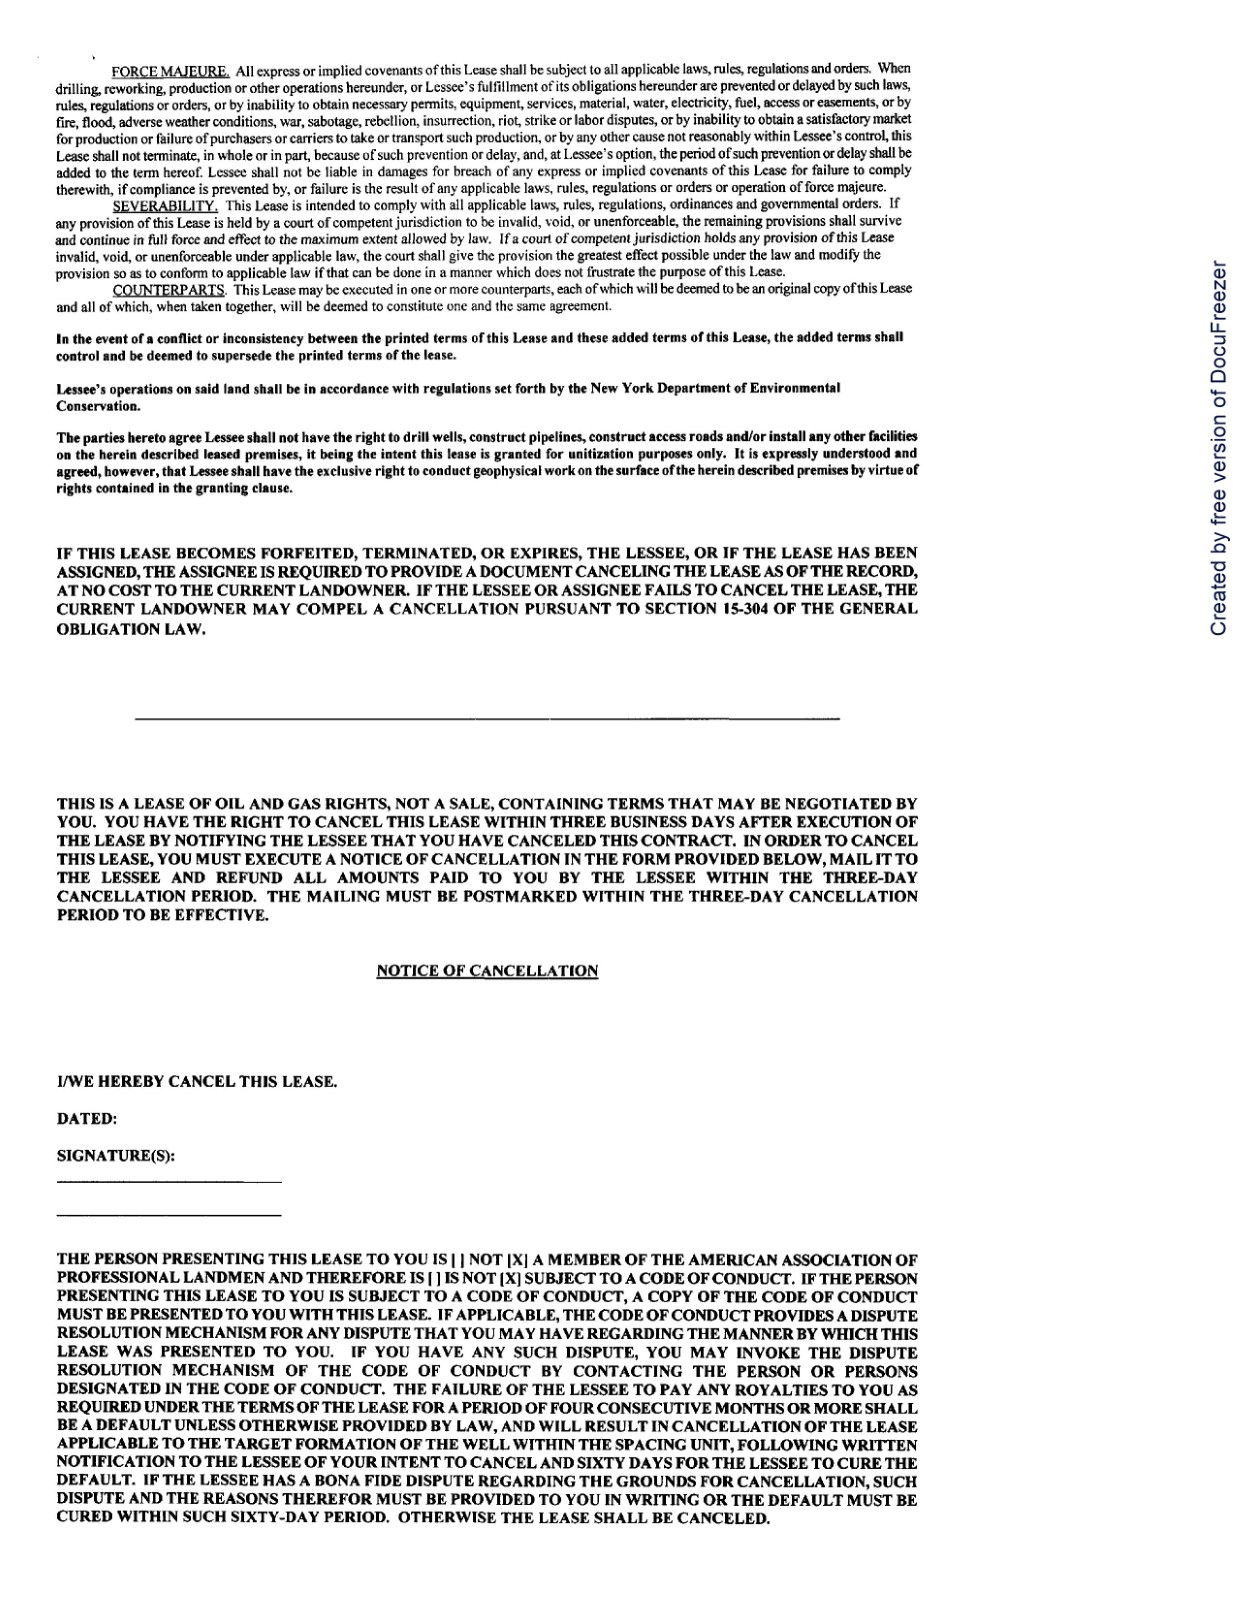 FORCE MAJEURE. All express or implied covenants of this Lease shall be subject to all applicable laws, rules, regulations and orders. When
drilling, reworking, production or other operations hereunder, or Lessee's fulfillment of its obligations hereunder are prevented or delayed by such laws,
rules, regulations or orders, or by inability to obtain necessary permits, equipment, services, material, water, electricity, fuel, access or easements, or by
fire, flood, adverse weather conditions, war, sabotage, rebellion, insurrection, riot, strike or labor disputes, or by inability to obtain a satisfactory market
for production or failure of purchasers or carriers to take or transport such production, or by any other cause not reasonably within Lessee's control, this
Lease shall not terminate, in whole or in part, because of such prevention or delay, and, at Lessee's option, the period of such prevention or delay shall be
added to the term hereof. Lessee shall not be liable in damages for breach of any express or implied covenants of this Lease for failure to comply
therewith, if compliance is prevented by, or failure is the result of any applicable laws, rules, regulations or orders or operation of force majeure.
SEVERABILITY. This Lease is intended to comply with all applicable laws, rules, regulations, ordinances and governmental orders. If
any provision of this Lease is held by a court of competent jurisdiction to be invalid, void, or unenforceable, the remaining provisions shall survive
and continue in full force and effect to the maximum extent allowed by law. If a court of competent jurisdiction holds any provision of this Lease
invalid, void, or unenforceable under applicable law, the court shall give the provision the greatest effect possible under the law and modify the
provision so as to conform to applicable law if that can be done in a manner which does not frustrate the purpose of this Lease.
COUNTERPARTS. This Lease may be executed in one or more counterparts, each of which will be deemed to be an original copy of this Lease
and all of which, when taken together, will be deemed to constitute one and the same agreement.
In the event of a conflict or inconsistency between the printed terms of this Lease and these added terms of this Lease, the added terms shall
control and be deemed to supersede the printed terms of the lease.
Lessee's operations on said land shall be in accordance with regulations set forth by the New York Department of Environmental
Conservation.
The parties hereto agree Lessee shall not have the right to drill wells, construct pipelines, construct access roads and/or install any other facilities
on the herein described leased premises, it being the intent this lease is granted for unitization purposes only. It is expressly understood and
agreed, however, that Lessee shall have the exclusive right to conduct geophysical work on the surface of the herein described premises by virtue of
rights contained in the granting clause.
IF THIS LEASE BECOMES FORFEITED, TERMINATED, OR EXPIRES, THE LESSEE, OR IF THE LEASE HAS BEEN
ASSIGNED, THE ASSIGNEE IS REQUIRED TO PROVIDE A DOCUMENT CANCELING THE LEASE AS OF THE RECORD,
AT NO COST TO THE CURRENT LANDOWNER. IF THE LESSEE OR ASSIGNEE FAILS TO CANCEL THE LEASE, THE
CURRENT LANDOWNER MAY COMPEL A CANCELLATION PURSUANT TO SECTION 15-304 OF THE GENERAL
OBLIGATION LAW.
THIS IS A LEASE OF OIL AND GAS RIGHTS, NOT A SALE, CONTAINING TERMS THAT MAY BE NEGOTIATED BY
YOU. YOU HAVE THE RIGHT TO CANCEL THIS LEASE WITHIN THREE BUSINESS DAYS AFTER EXECUTION OF
THE LEASE BY NOTIFYING THE LESSEE THAT YOU HAVE CANCELED THIS CONTRACT. IN ORDER TO CANCEL
THIS LEASE, YOU MUST EXECUTE A NOTICE OF CANCELLATION IN THE FORM PROVIDED BELOW, MAIL IT TO
THE LESSEE AND REFUND ALL AMOUNTS PAID TO YOU BY THE LESSEE WITHIN THE THREE-DAY
CANCELLATION PERIOD. THE MAILING MUST BE POSTMARKED WITHIN THE THREE-DAY CANCELLATION
PERIOD TO BE EFFECTIVE.
NOTICE OF CANCELLATION
I/WE HEREBY CANCEL THIS LEASE.
DATED:
SIGNATURE(S):
THE PERSON PRESENTING THIS LEASE TO YOU IS [ ] NOT [X] A MEMBER OF THE AMERICAN ASSOCIATION OF
PROFESSIONAL LANDMEN AND THEREFORE IS [ ] IS NOT [X] SUBJECT TO A CODE OF CONDUCT. IF THE PERSON
PRESENTING THIS LEASE TO YOU IS SUBJECT TO A CODE OF CONDUCT, A COPY OF THE CODE OF CONDUCT
MUST BE PRESENTED TO YOU WITH THIS LEASE. IF APPLICABLE, THE CODE OF CONDUCT PROVIDES A DISPUTE
RESOLUTION MECHANISM FOR ANY DISPUTE THAT YOU MAY HAVE REGARDING THE MANNER BY WHICH THIS
LEASE WAS PRESENTED TO YOU. IF YOU HAVE ANY SUCH DISPUTE, YOU MAY INVOKE THE DISPUTE
RESOLUTION MECHANISM OF THE CODE OF CONDUCT BY CONTACTING THE PERSON OR PERSONS
DESIGNATED IN THE CODE OF CONDUCT. THE FAILURE OF THE LESSEE TO PAY ANY ROYALTIES TO YOU AS
REQUIRED UNDER THE TERMS OF THE LEASE FOR A PERIOD OF FOUR CONSECUTIVE MONTHS OR MORE SHALL
BE A DEFAULT UNLESS OTHERWISE PROVIDED BY LAW, AND WILL RESULT IN CANCELLATION OF THE LEASE
APPLICABLE TO THE TARGET FORMATION OF THE WELL WITHIN THE SPACING UNIT, FOLLOWING WRITTEN
NOTIFICATION TO THE LESSEE OF YOUR INTENT TO CANCEL AND SIXTY DAYS FOR THE LESSEE TO CURE THE
DEFAULT. IF THE LESSEE HAS A BONA FIDE DISPUTE REGARDING THE GROUNDS FOR CANCELLATION, SUCH
DISPUTE AND THE REASONS THEREFOR MUST BE PROVIDED TO YOU IN WRITING OR THE DEFAULT MUST BE
CURED WITHIN SUCH SIXTY-DAY PERIOD. OTHERWISE THE LEASE SHALL BE CANCELED.
Created by free version of DocuFreezer